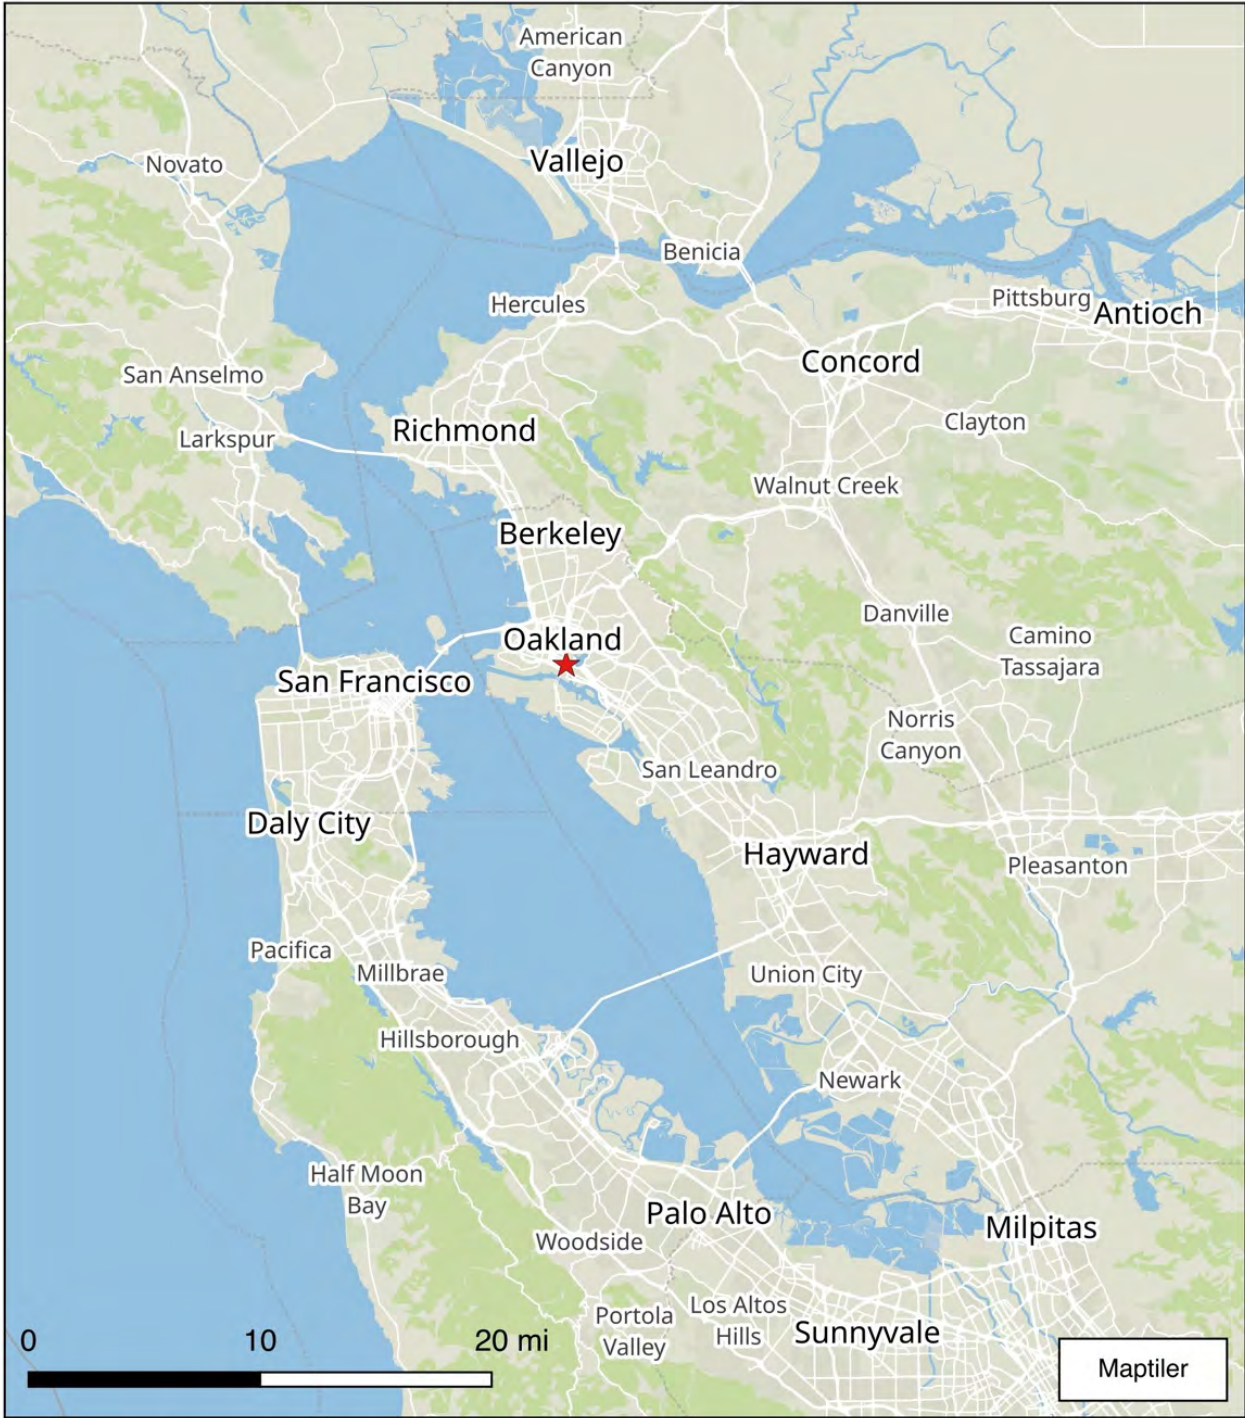 American
Canyon
Vallejo
Novato
Benicia
Hercules
Pittsburg
Antioch
Concord
San Anselmo
Clayton
Richmond
Larkspur
Walnut Creek
Berkeley
Danville
Oakland
Camino
Tassajara
San Francisco
Norris
Canyon
San Leandro
Daly City
Hayward
Pleasanton
Pacifica
Millbrae
Union City
Hillsborough
Newark
Half Moon
Bay
Palo Alto
Milpitas
Woodside
Los Altos
Hills
Portola
Valley
Sunnyvale
0 10 20 mi
Maptiler